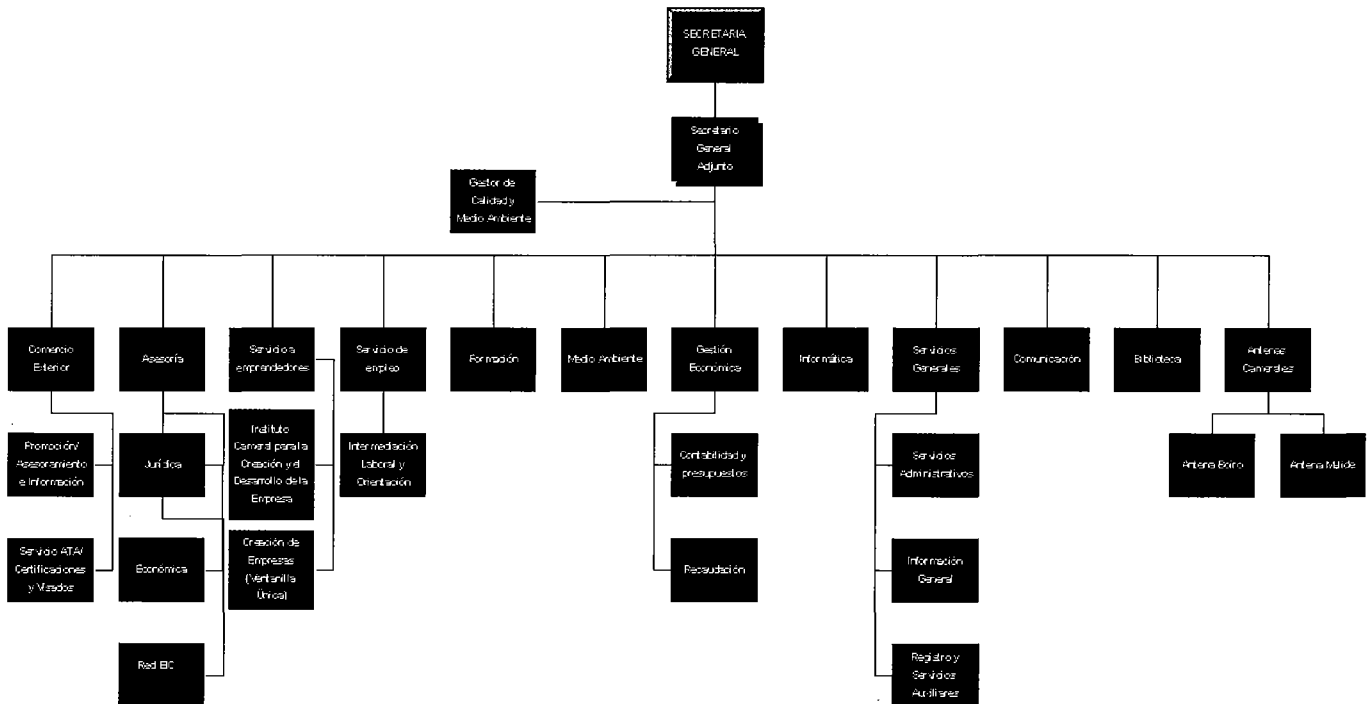 SECRETARIA
GENERAL
Secretario
General
Adjunto
Gestor de
Calidad y
Medio Ambiente
Comercio
Exterior
Asesoría
Servicio a
emprendedores
Servicio de
empleo
Formación
Medio Ambiente
Gestión
Económica
Informática
Servicios
Generales
Comunicación
Biblioteca
Antenas
Camerales
Promoción/
Asesoramiento
e Información
Jurídica
Instituto
Cameral para la
Creación y el
Desarrollo de la
Empresa
Intermediación
Laboral y
Orientación
Contabilidad y
presupuestos
Servicios
Administrativos
Antena Boiro
Antena Melide
Servicio ATA/
Certificaciones
y Visados
Económica
Creación de
Empresas
(Ventanilla
Única)
Recaudación
Información
General
Red EIC
Registro y
Servicios
Auxiliares